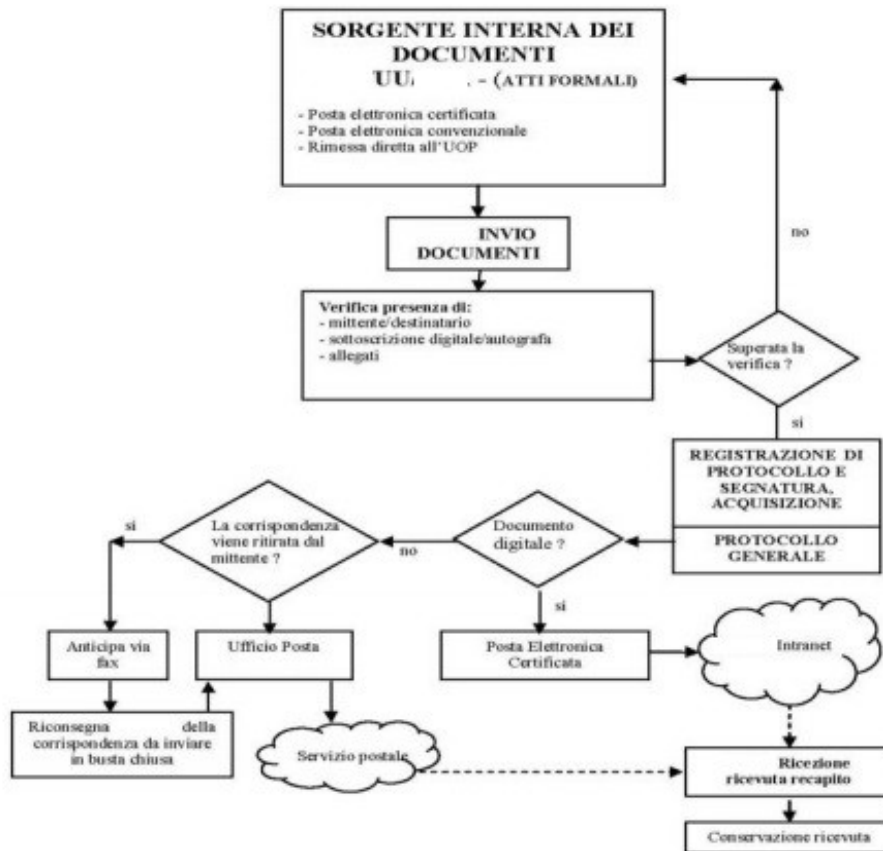 SORGENTE INTERNA DEI
DOCUMENTI
- (ATTI FORMALI)
- Posta elettronica certificata
- Posta elettronica convenzionale
- Rimessa diretta all'UOP
INVIO
DOCUMENTI
no
Verifica presenza di:
- mittente/destinatario
- sottoscrizione digitale/autografa
- allegati
Superata la
verifica ?
si
REGISTRAZIONE DI
PROTOCOLLO E
SEGNATURA,
ACQUISIZIONE
PROTOCOLLO
GENERALE
Documento
digitale ?
no
La corrispondenza
viene ritirata dal
mittente ?
si
si
Anticipa via
fax
Ufficio Posta
Posta Elettronica
Certificata
Intranet
Riconsegna della
corrispondenza da inviare
in busta chiusa
Servizio postale
Ricezione
ricevuta recapito
Conservazione ricevuta